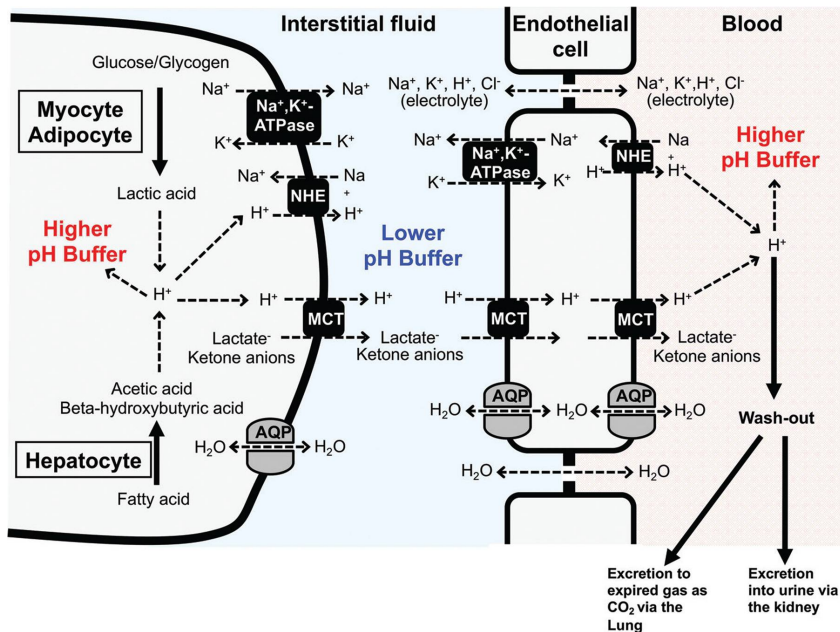 Interstitial fluid
Endothelial
cell
Blood
Glucose/Glycogen
Myocyte
Adipocyte
Lactic acid
Higher
pH Buffer
H⁺
Acetic acid
Beta-hydroxybutyric acid
Hepatocyte
Fatty acid
Na⁺
Na⁺
Na⁺,K⁺-
ATPase
K⁺
K⁺
Na⁺
Na
+
NHE
H⁺
H⁺
H⁺
H⁺
MCT
Lactate⁻
Ketone anions
Lactate⁻
Ketone anions
AQP
H₂O
H₂O
Lower
pH Buffer
Na⁺, K⁺, H⁺, Cl⁻
(electrolyte)
Na⁺, K⁺,H⁺, Cl⁻
(electrolyte)
Na⁺
Na⁺
Na⁺,K⁺-
ATPase
K⁺
K⁺
Na
+
NHE
H⁺
H⁺
H⁺
H⁺
H⁺
MCT
MCT
Lactate⁻
Ketone anions
AQP
AQP
H₂O
H₂O
H₂O
H₂O
H₂O
Higher
pH Buffer
H⁺
Wash-out
Excretion to
expired gas as
CO₂ via the
Lung
Excretion
into urine via
the kidney